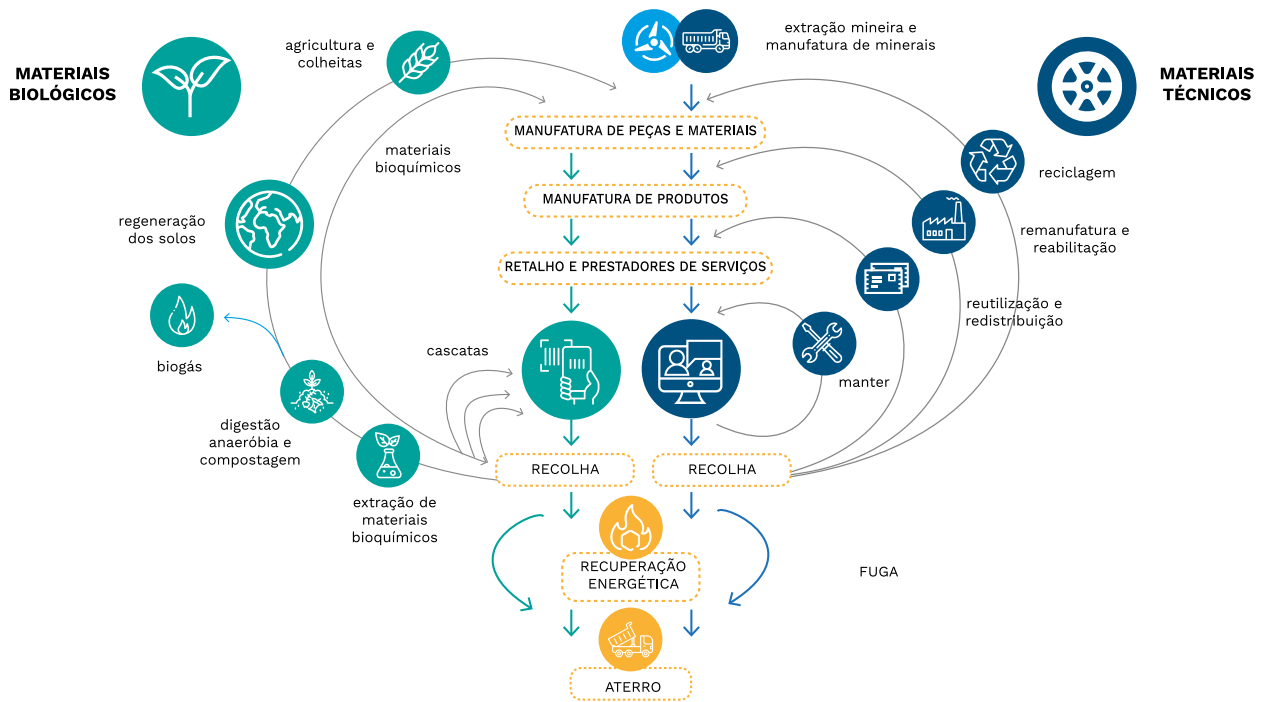 MATERIAIS
BIOLÓGICOS
agricultura e
colheitas
extração mineira e
manufatura de minerais
MATERIAIS
TÉCNICOS
MANUFATURA DE PEÇAS E MATERIAIS
materiais
bioquímicos
reciclagem
MANUFATURA DE PRODUTOS
regeneração
dos solos
remanufatura e
reabilitação
RETALHO E PRESTADORES DE SERVIÇOS
reutilização e
redistribuição
biogás
cascatas
manter
digestão
anaeróbia e
compostagem
RECOLHA
RECOLHA
extração de
materiais
bioquímicos
RECUPERAÇÃO
ENERGÉTICA
FUGA
ATERRO